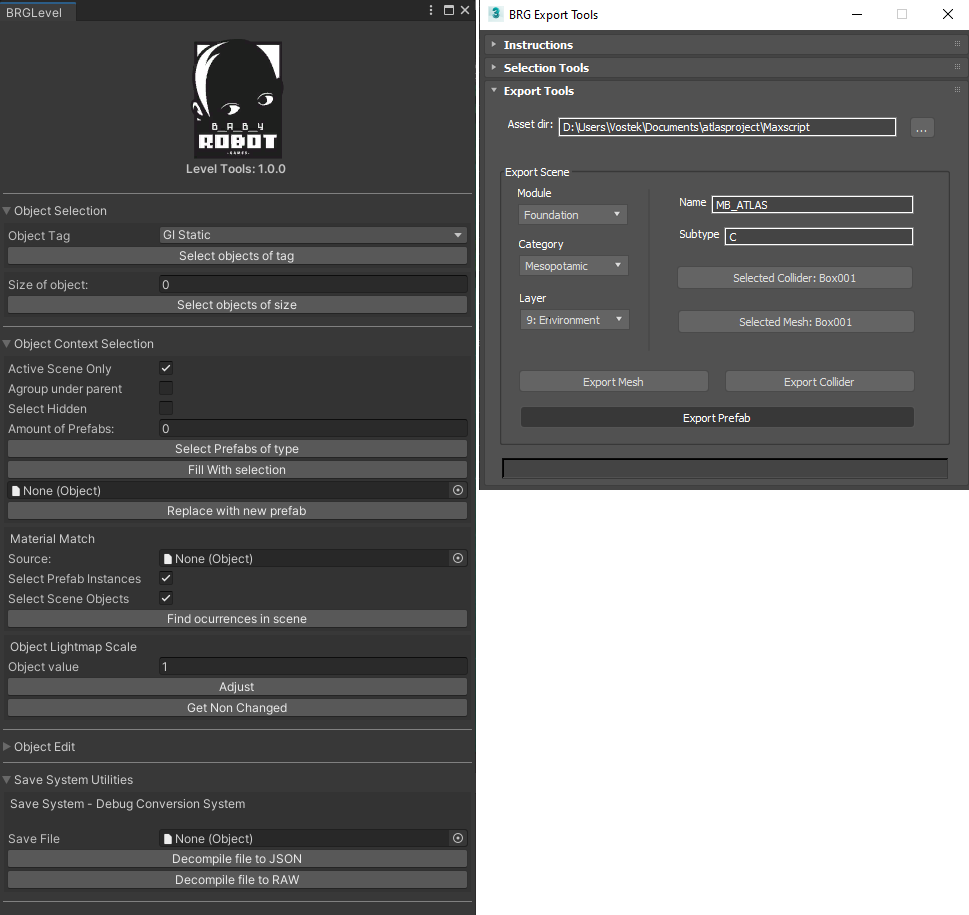 BRGLevel
B_A_B_Y
ROBOT
-GAMES-
Level Tools: 1.0.0
Object Selection
Object Tag GI Static
Select objects of tag
Size of object: 0
Select objects of size
Object Context Selection
Active Scene Only
Agroup under parent
Select Hidden
Amount of Prefabs: 0
Select Prefabs of type
Fill With selection
None (Object)
Replace with new prefab
Material Match
Source: None (Object)
Select Prefab Instances
Select Scene Objects
Find ocurrences in scene
Object Lightmap Scale
Object value 1
Adjust
Get Non Changed
Object Edit
Save System Utilities
Save System - Debug Conversion System
Save File None (Object)
Decompile file to JSON
Decompile file to RAW
3 BRG Export Tools
Instructions
Selection Tools
Export Tools
Asset dir: D:\Users\Vostek\Documents\atlasproject\Maxscript ...
Export Scene
Module
Foundation
Category
Mesopotamic
Layer
9: Environment
Name MB_ATLAS
Subtype C
Selected Collider: Box001
Selected Mesh: Box001
Export Mesh Export Collider
Export Prefab